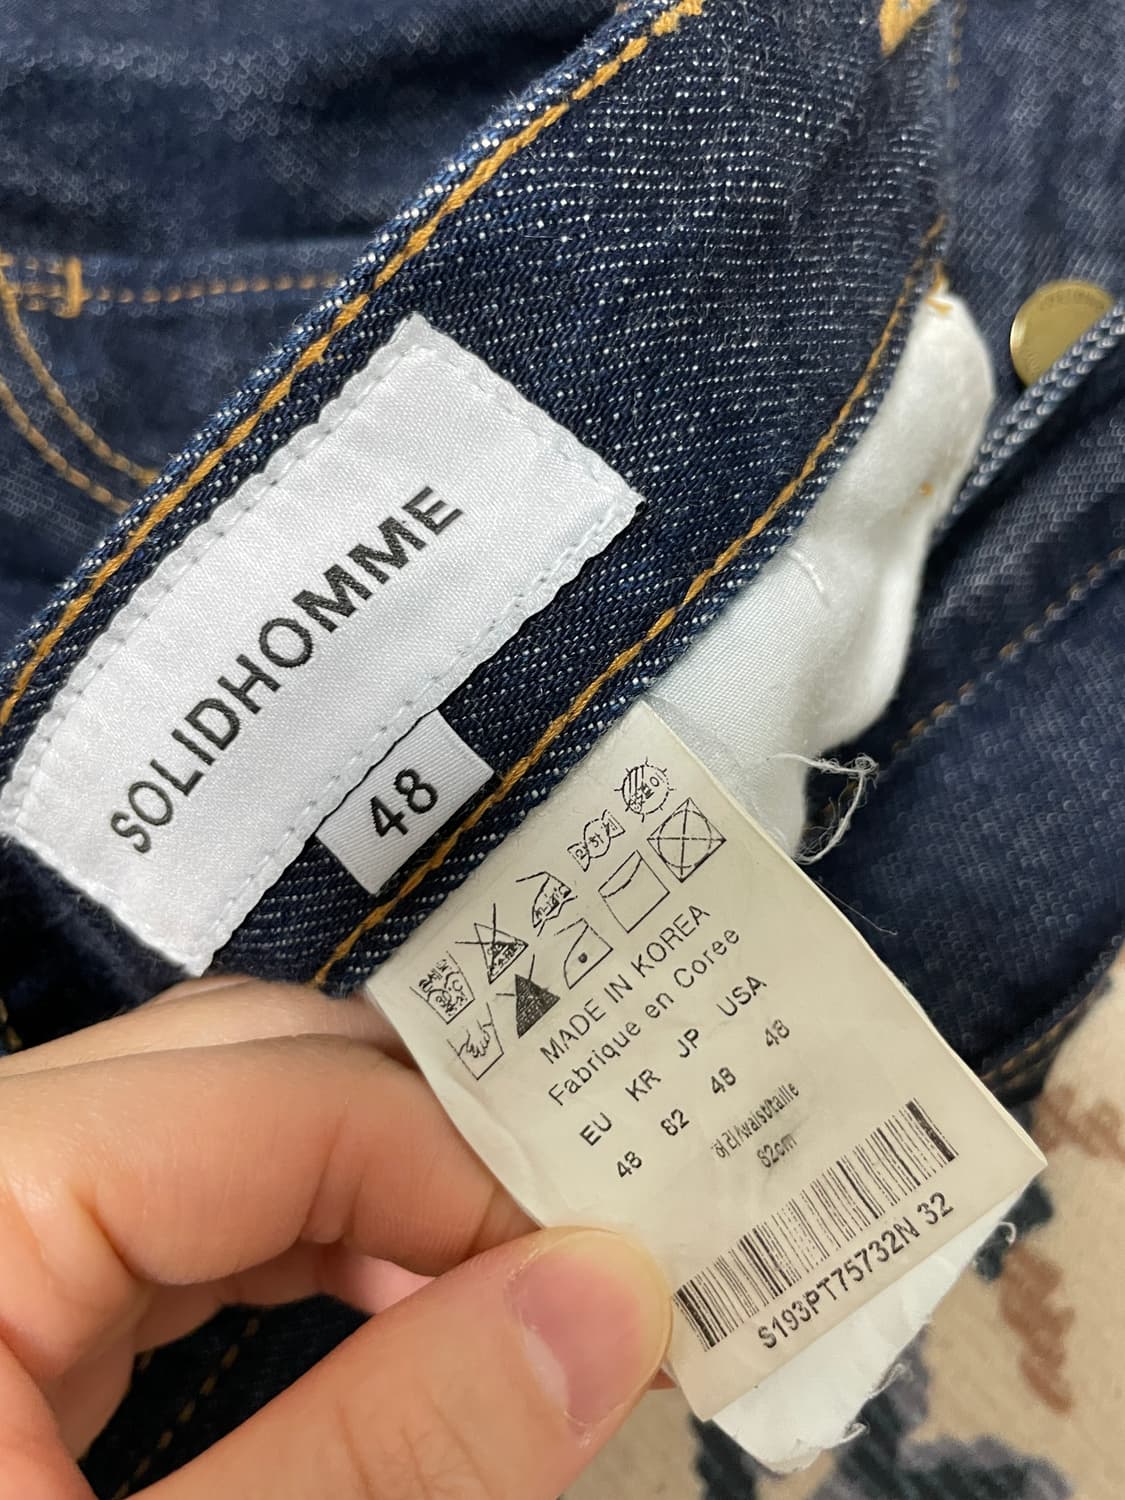 SOLIDHOMME
48
30°C
MADE IN KOREA
Fabrique en Coree
EU KR JP USA
48 82 48 48
허리/waist/taille
82cm
S193PT75732N 32